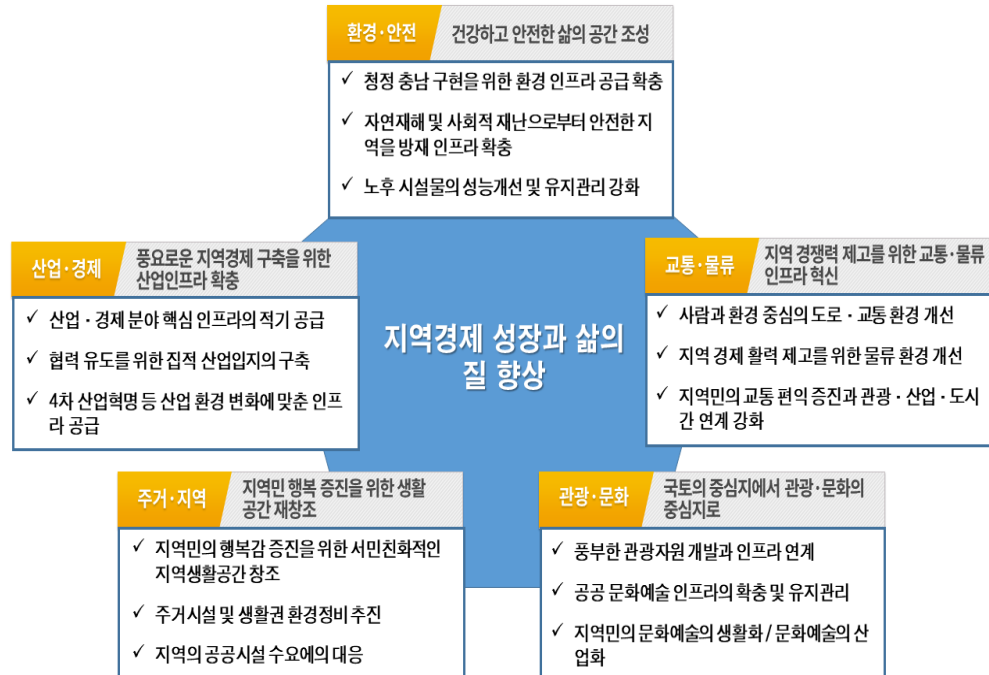 환경·안전
건강하고 안전한 삶의 공간 조성
✓ 청정 충남 구현을 위한 환경 인프라 공급 확충
✓ 자연재해 및 사회적 재난으로부터 안전한 지
역을 방재 인프라 확충
✓ 노후 시설물의 성능개선 및 유지관리 강화
산업·경제
풍요로운 지역경제 구축을 위한
산업인프라 확충
✓ 산업·경제 분야 핵심 인프라의 적기 공급
✓ 협력 유도를 위한 집적 산업입지의 구축
✓ 4차 산업혁명 등 산업 환경 변화에 맞춘 인프
라 공급
지역경제 성장과 삶의
질 향상
교통·물류
지역 경쟁력 제고를 위한 교통·물류
인프라 혁신
✓ 사람과 환경 중심의 도로·교통 환경 개선
✓ 지역 경제 활력 제고를 위한 물류 환경 개선
✓ 지역민의 교통 편익 증진과 관광·산업·도시
간 연계 강화
주거·지역
지역민 행복 증진을 위한 생활
공간 재창조
✓ 지역민의 행복감 증진을 위한 서민친화적인
지역생활공간 창조
✓ 주거시설 및 생활권 환경정비 추진
✓ 지역의 공공시설 수요에의 대응
관광·문화
국토의 중심지에서 관광·문화의
중심지로
✓ 풍부한 관광자원 개발과 인프라 연계
✓ 공공 문화예술 인프라의 확충 및 유지관리
✓ 지역민의 문화예술의 생활화 / 문화예술의 산
업화